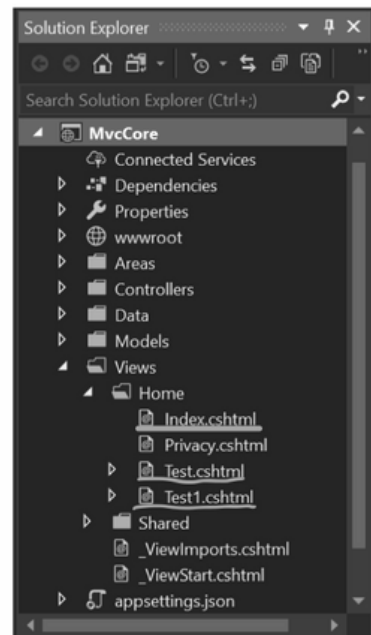 Solution Explorer
Search Solution Explorer (Ctrl+;)
MvcCore
Connected Services
Dependencies
Properties
wwwroot
Areas
Controllers
Data
Models
Views
Home
Index.cshtml
Privacy.cshtml
Test.cshtml
Test1.cshtml
Shared
_ViewImports.cshtml
_ViewStart.cshtml
appsettings.json